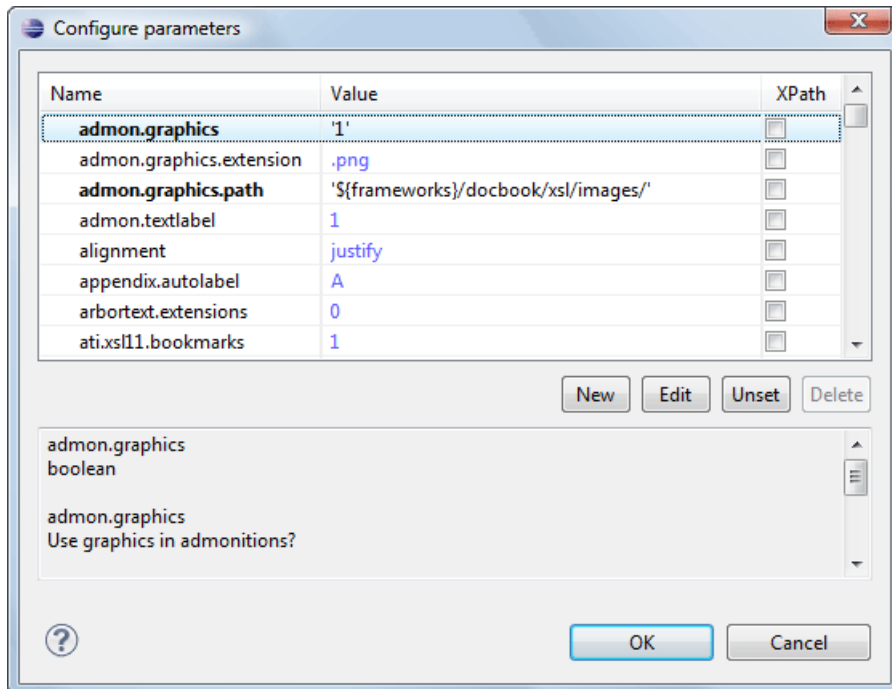 Configure parameters
Name Value XPath
admon.graphics '1'
admon.graphics.extension .png
admon.graphics.path '${frameworks}/docbook/xsl/images/'
admon.textlabel 1
alignment justify
appendix.autolabel A
arbortext.extensions 0
ati.xsl11.bookmarks 1
New Edit Unset Delete
admon.graphics
boolean
admon.graphics
Use graphics in admonitions?
? OK Cancel